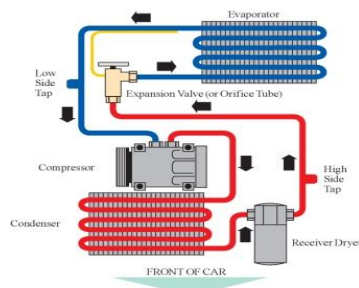 Evaporator
Low
Side
Tap
Expansion Valve (or Orifice Tube)
Compressor
High
Side
Tap
Condenser
Receiver Dryer
FRONT OF CAR